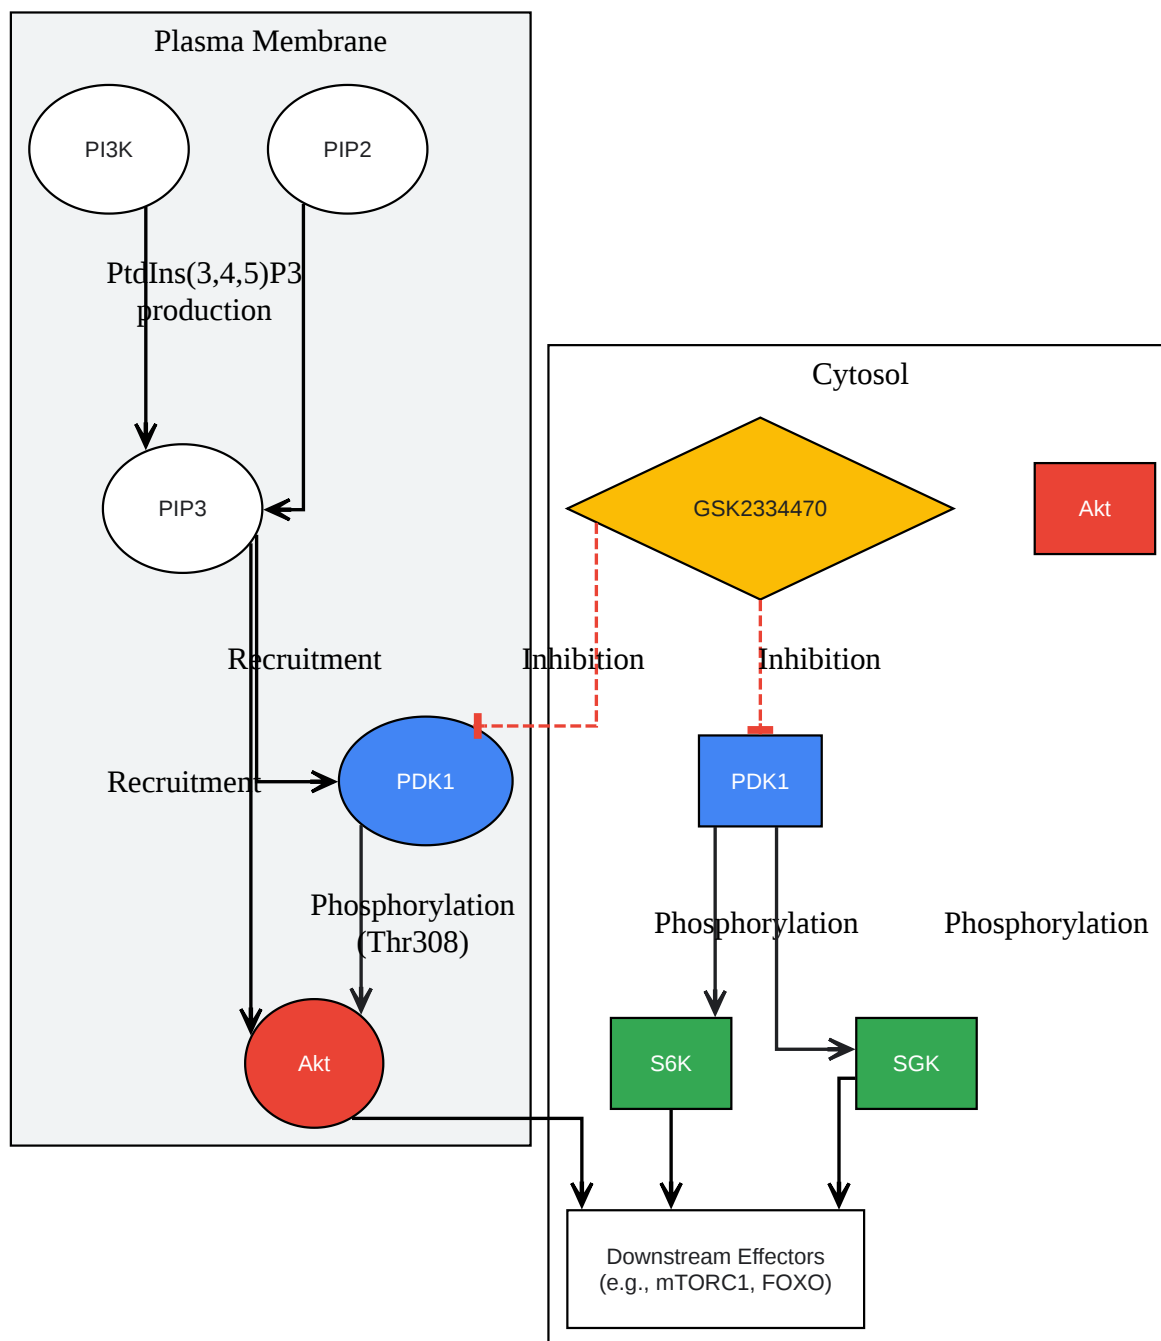 Plasma Membrane
PI3K
PIP2
PtdIns(3,4,5)P3
production
Cytosol
PIP3
GSK2334470
Akt
Recruitment
Inhibition
Inhibition
Recruitment
PDK1
PDK1
Phosphorylation
(Thr308)
Phosphorylation
Phosphorylation
Akt
S6K
SGK
Downstream Effectors
(e.g., mTORC1, FOXO)